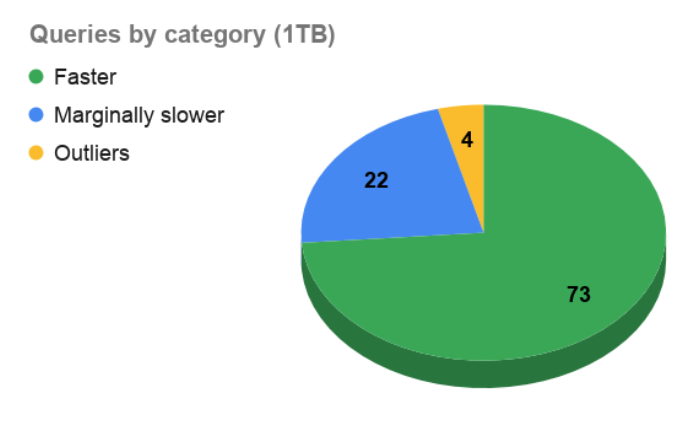 Queries by category (1TB)
Faster
Marginally slower
Outliers
4
22
73